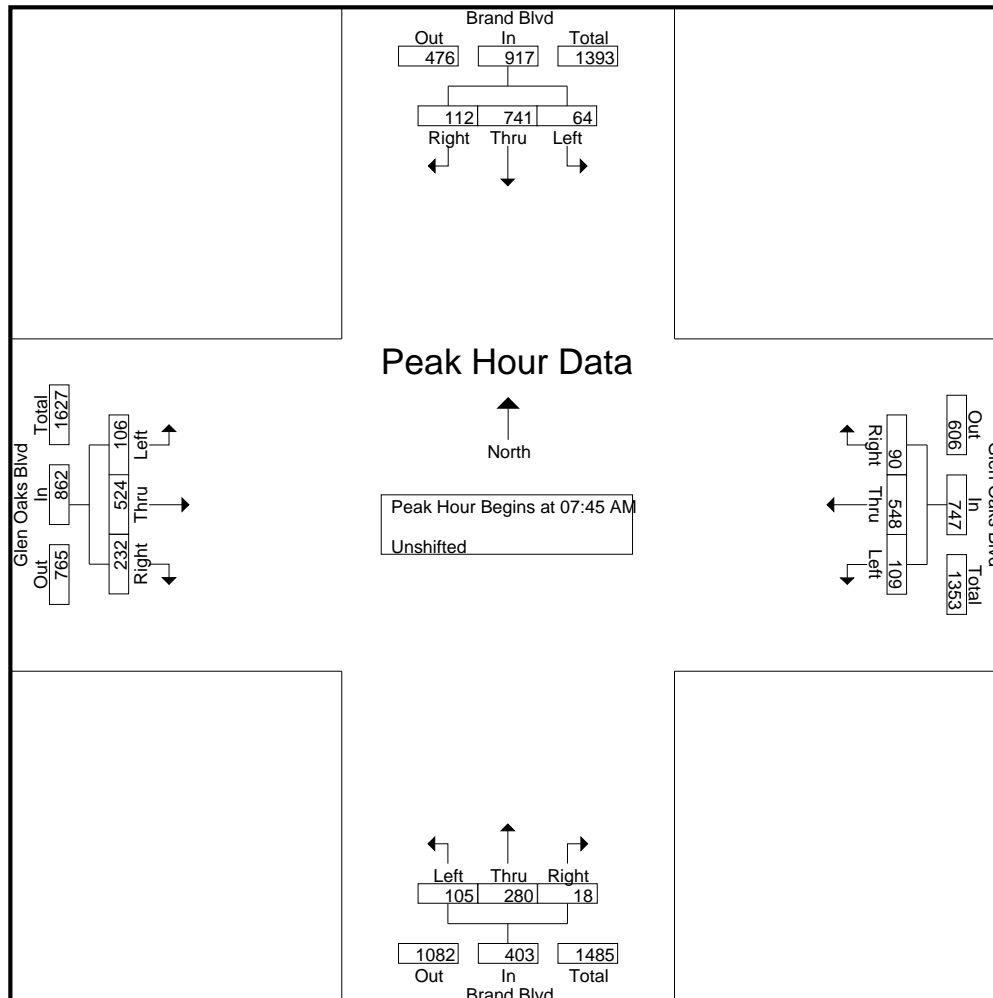 Brand Blvd
Out In Total
476 917 1393
112 741 64
Right Thru Left
Peak Hour Data
North
Peak Hour Begins at 07:45 AM
Unshifted
Glen Oaks Blvd
Out In Total
765 862 1627
232 524 106
Right Thru Left
Out In Total
606 747 1353
90 548 109
Right Thru Left
Left Thru Right
105 280 18
1082 403 1485
Out In Total
Brand Blvd